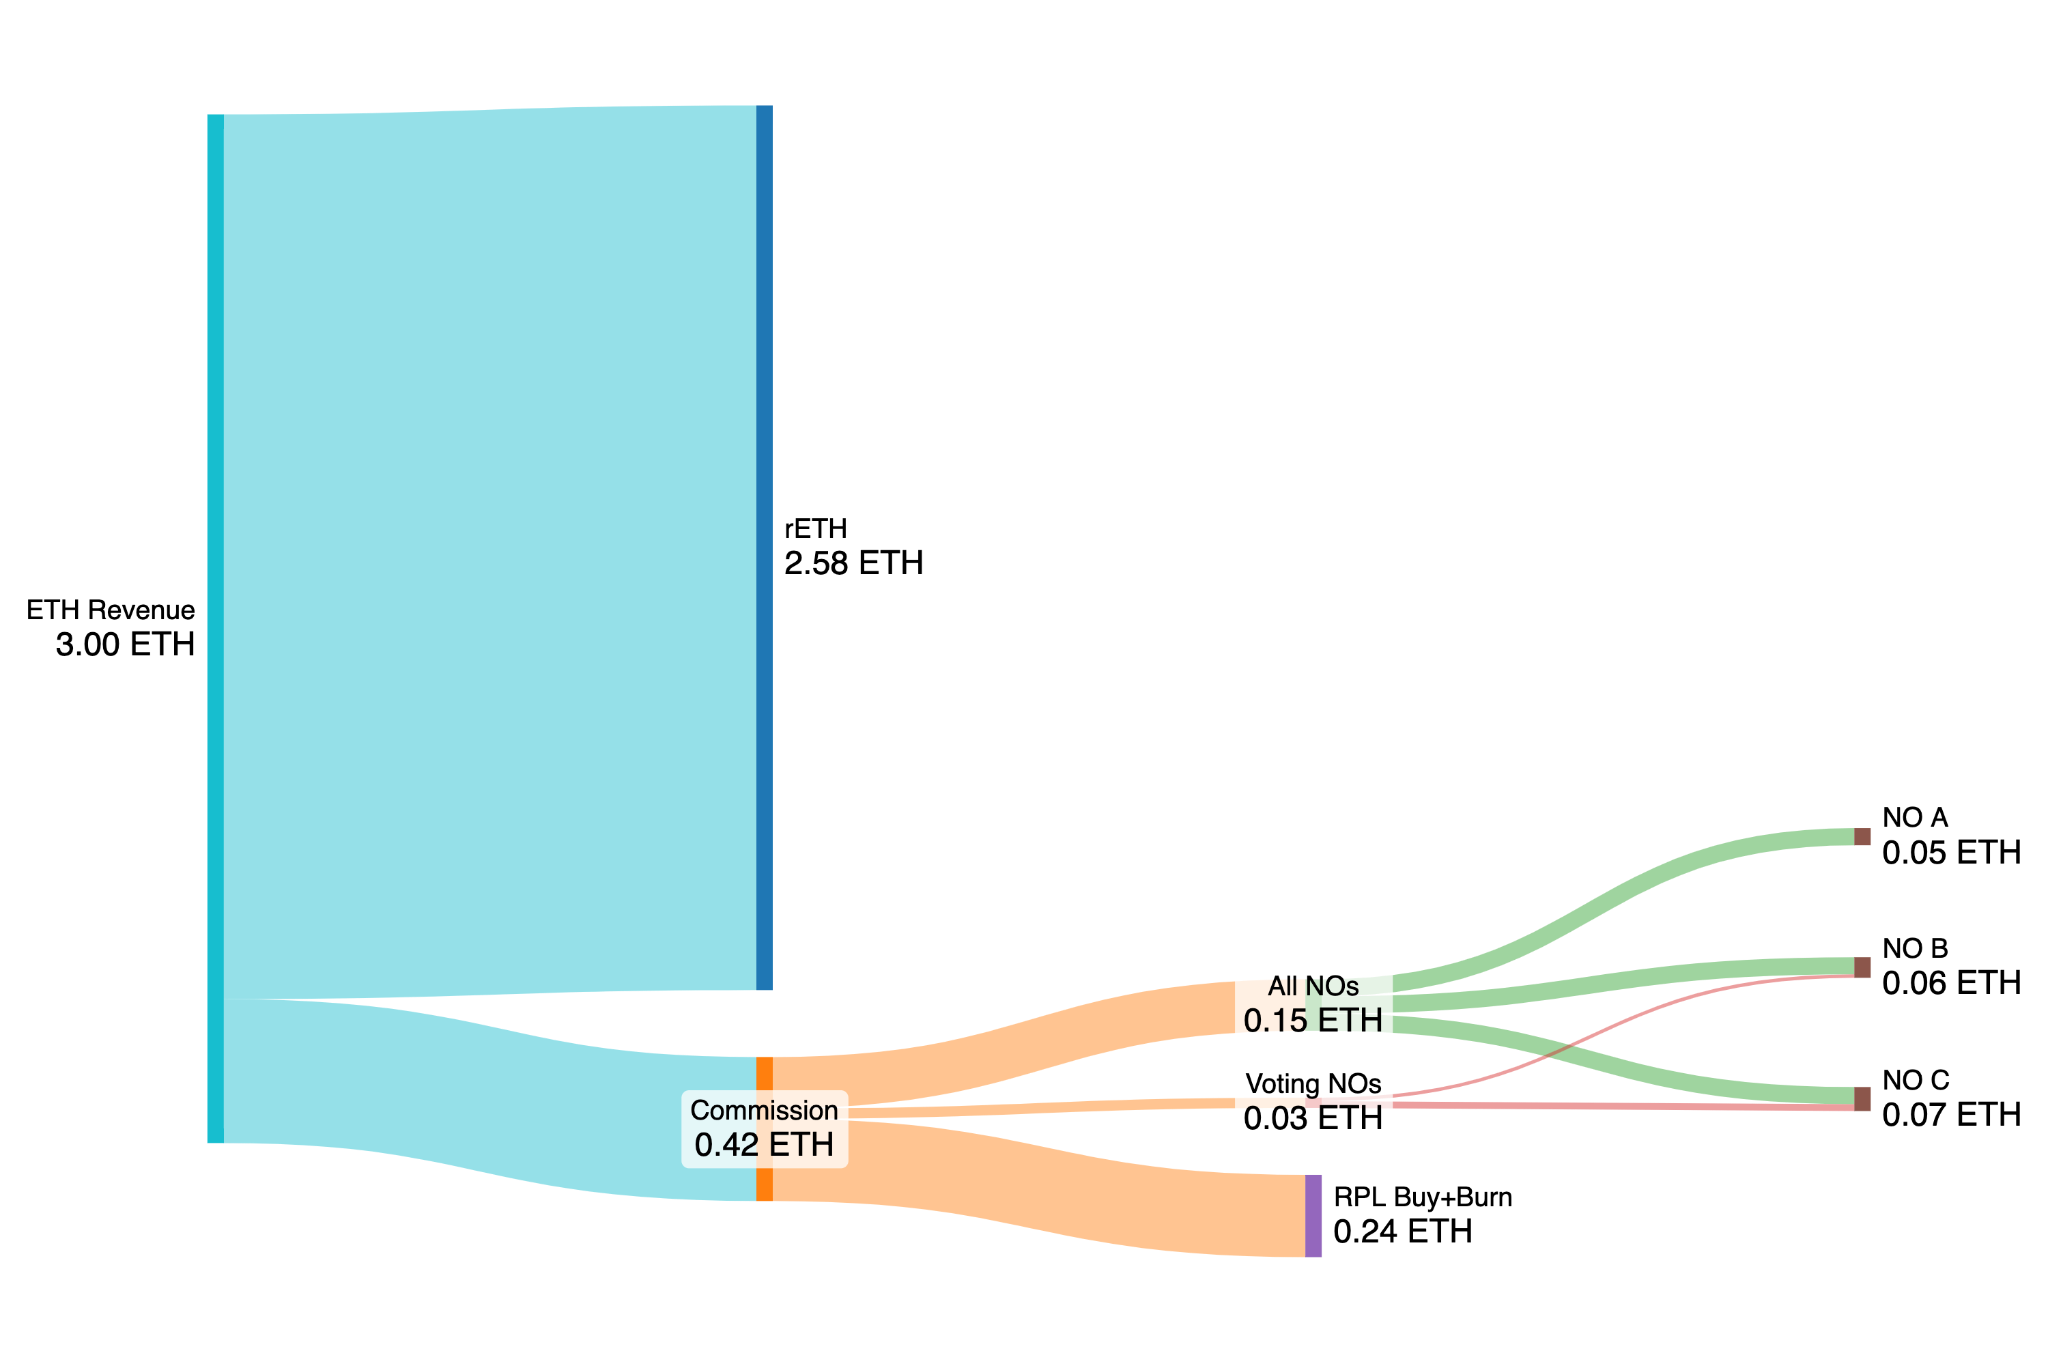 ETH Revenue
3.00 ETH
rETH
2.58 ETH
Commission
0.42 ETH
All NOs
0.15 ETH
Voting NOs
0.03 ETH
RPL Buy+Burn
0.24 ETH
NO A
0.05 ETH
NO B
0.06 ETH
NO C
0.07 ETH